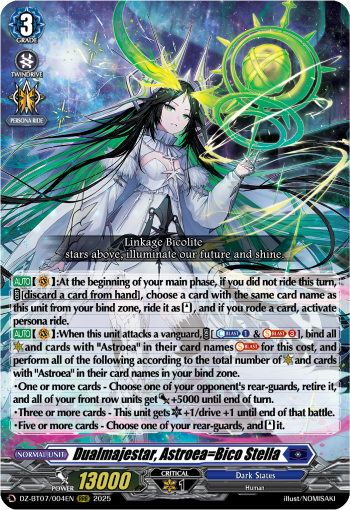 3
GRADE
TWINDRIVE
PERSONA RIDE
Linkage Bicolite
stars above, illuminate our future and shine.
AUTO 1:At the beginning of your main phase, if you did not ride this turn,
[discard a card from hand], choose a card with the same card name as
this unit from your bind zone, ride it as [ ], and if you rode a card, activate
persona ride.
AUTO 1:When this unit attacks a vanguard, [C BLAST 1 & S BLAST 2], bind all
and cards with "Astroea" in their card names S BLAST for this cost, and
perform all of the following according to the total number of and cards
with "Astroea" in their card names in your bind zone.
・One or more cards - Choose one of your opponent's rear-guards, retire it,
and all of your front row units get +5000 until end of turn.
・Three or more cards - This unit gets +1/drive +1 until end of that battle.
・Five or more cards - Choose one of your rear-guards, and [ ] it.
NORMAL UNIT
Dualmajestar, Astroea=Bico Stella
POWER 13000
CRITICAL
1
Dark States
Human
DZ-BT07/004EN RRR 2025
illust/NOMISAKI